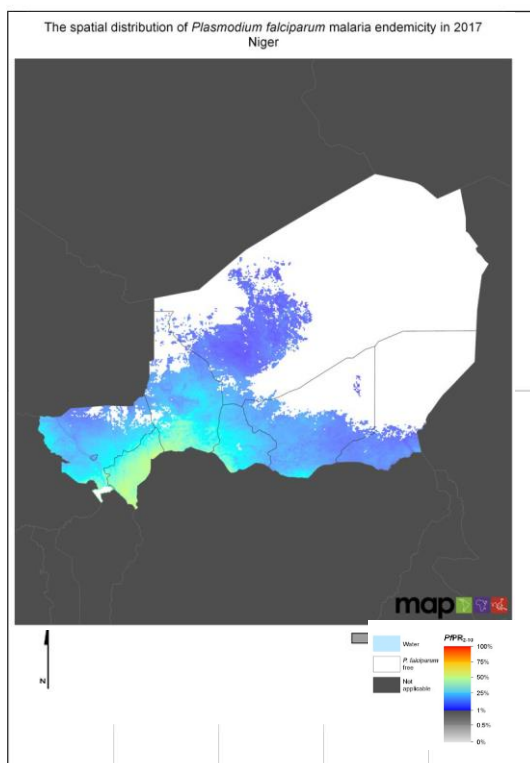 The spatial distribution of Plasmodium falciparum malaria endemicity in 2017
Niger
map
N
Water
P. falciparum
free
Not
applicable
PfPR2-10
100%
75%
50%
25%
1%
0.5%
0%